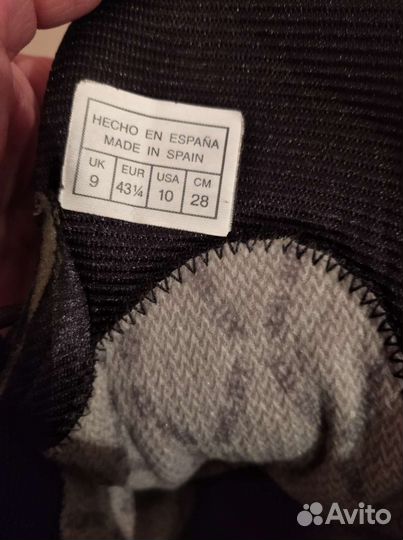 HECHO EN ESPAÑA
MADE IN SPAIN
UK EUR USA CM
9 43¼ 10 28
Avito